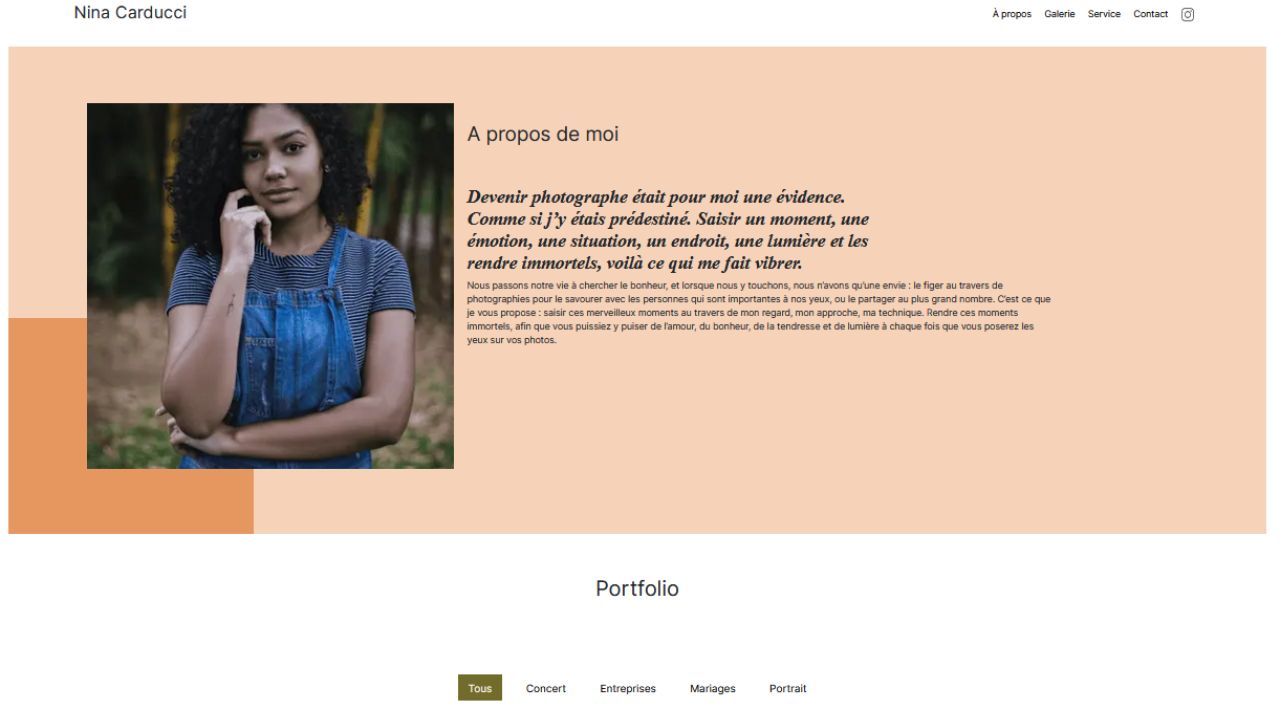 Nina Carducci
À propos Galerie Service Contact
A propos de moi
Devenir photographe était pour moi une évidence.
Comme si j’y étais prédestiné. Saisir un moment, une
émotion, une situation, un endroit, une lumière et les
rendre immortels, voilà ce qui me fait vibrer.
Nous passons notre vie à chercher le bonheur, et lorsque nous y touchons, nous n’avons qu’une envie : le figer au travers de
photographies pour le savourer avec les personnes qui sont importantes à nos yeux, ou le partager au plus grand nombre. C’est ce que
je vous propose : saisir ces merveilleux moments au travers de mon regard, mon approche, ma technique. Rendre ces moments
immortels, afin que vous puissiez y puiser de l’amour, du bonheur, de la tendresse et de lumière à chaque fois que vous poserez les
yeux sur vos photos.
Portfolio
Tous Concert Entreprises Mariages Portrait